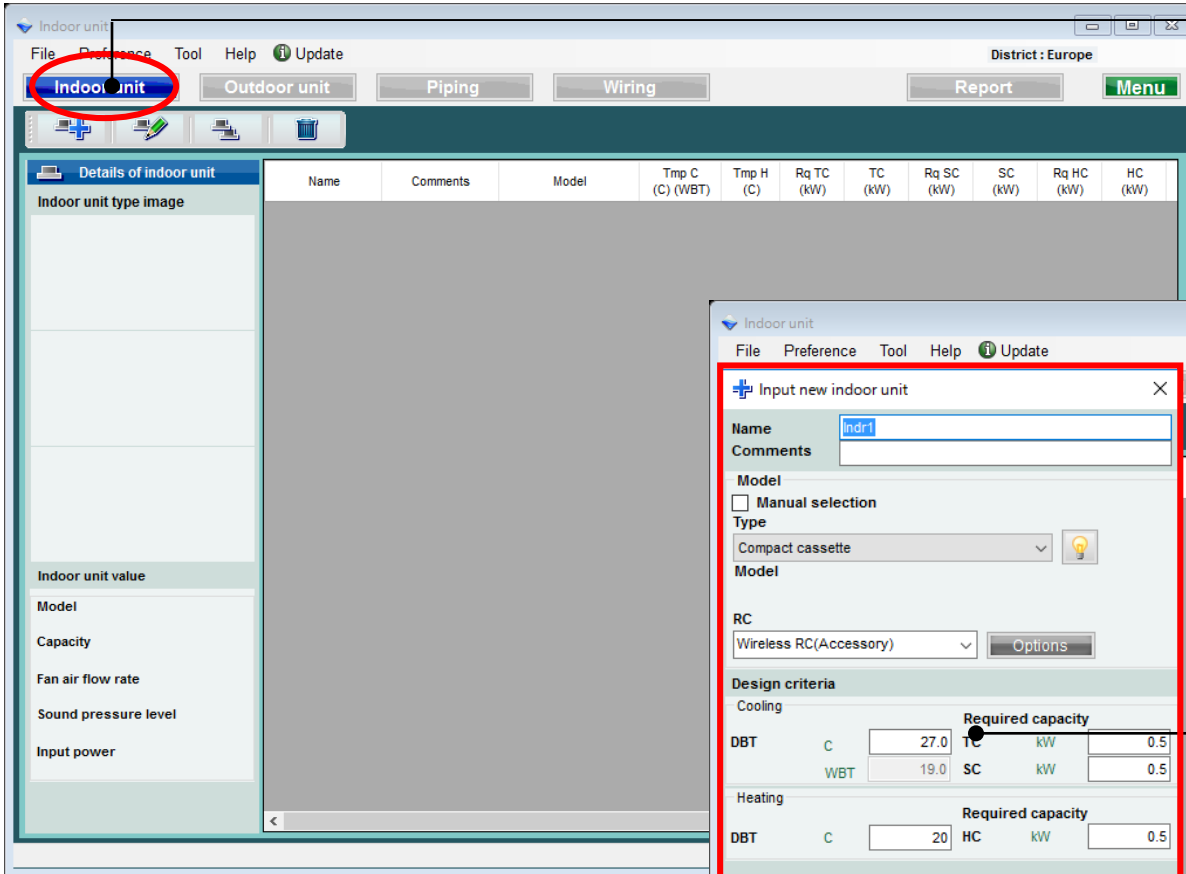 Indoor unit
File Preference Tool Help Update District : Europe
Indoor unit Outdoor unit Piping Wiring Report Menu
Details of indoor unit
Indoor unit type image
Name Comments Model Tmp C (C) (WBT) Tmp H (C) Rq TC (kW) TC (kW) Rq SC (kW) SC (kW) Rq HC (kW) HC (kW)
Indoor unit value
Model
Capacity
Fan air flow rate
Sound pressure level
Input power
Indoor unit
File Preference Tool Help Update
Input new indoor unit
Name Indr1
Comments
Model
Manual selection
Type
Compact cassette
Model
RC
Wireless RC(Accessory) Options
Design criteria
Cooling
Required capacity
DBT C 27.0 TC kW 0.5
WBT 19.0 SC kW 0.5
Heating
Required capacity
DBT C 20 HC kW 0.5